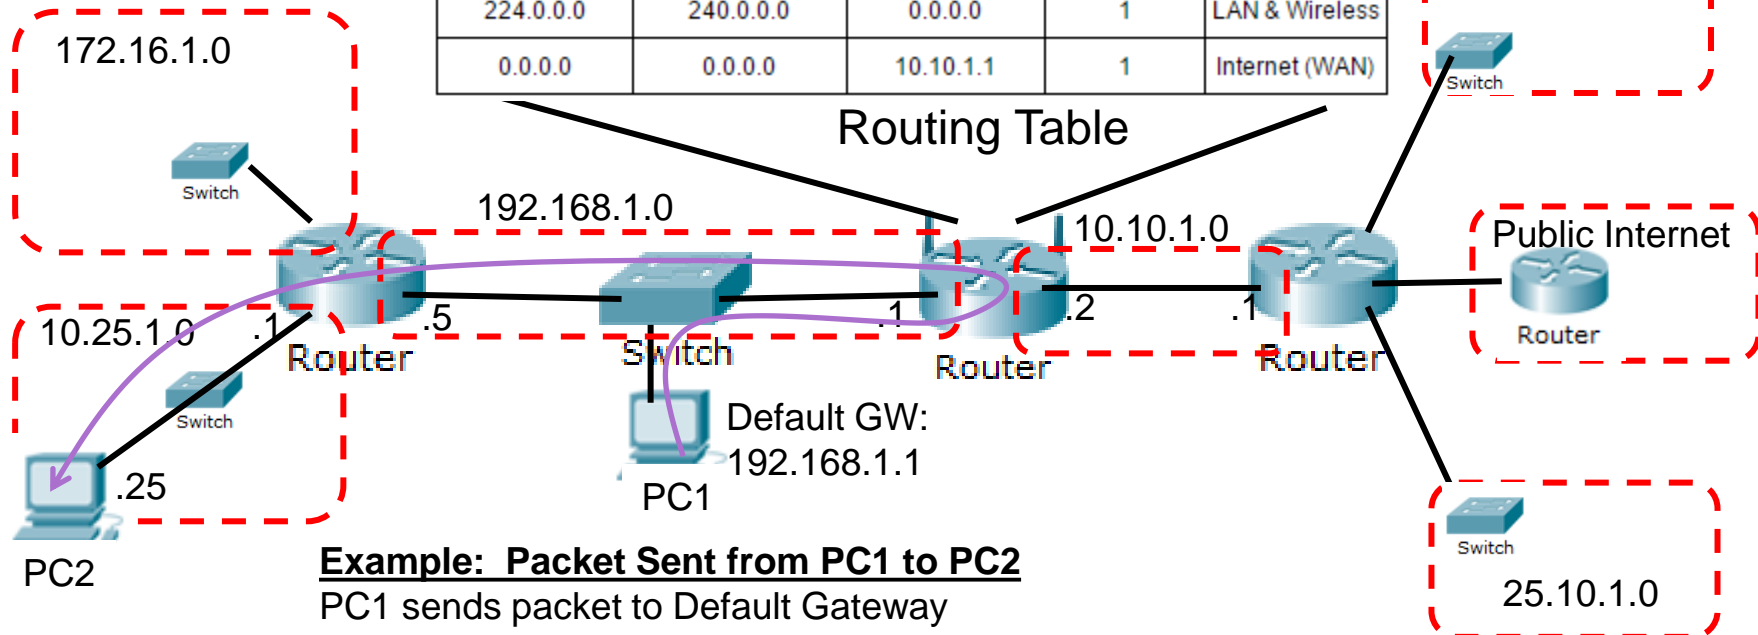 224.0.0.0 240.0.0.0 0.0.0.0 1 LAN & Wireless
0.0.0.0 0.0.0.0 10.10.1.1 1 Internet (WAN)
Routing Table
172.16.1.0
Switch
Switch
192.168.1.0
10.10.1.0
Public Internet
10.25.1.0
.1
.5
.1
.2
.1
Router
Switch
Router
Router
Router
Switch
Default GW:
192.168.1.1
.25
PC1
PC2
Switch
25.10.1.0
Example: Packet Sent from PC1 to PC2
PC1 sends packet to Default Gateway